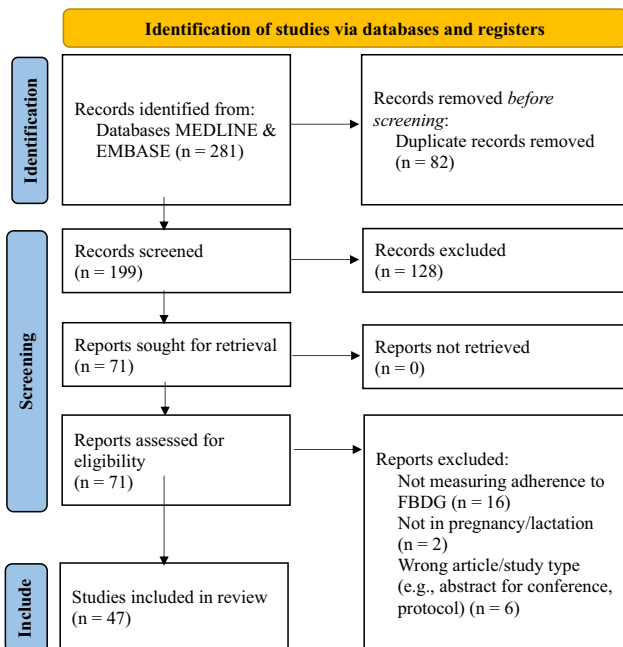 Identification of studies via databases and registers
Identification
Records identified from:
Databases MEDLINE &
EMBASE (n = 281)
Records removed before
screening:
Duplicate records removed
(n = 82)
Screening
Records screened
(n = 199)
Records excluded
(n = 128)
Reports sought for retrieval
(n = 71)
Reports not retrieved
(n = 0)
Reports assessed for
eligibility
(n = 71)
Reports excluded:
Not measuring adherence to
FBDG (n = 16)
Not in pregnancy/lactation
(n = 2)
Wrong article/study type
(e.g., abstract for conference,
protocol) (n = 6)
Include
Studies included in review
(n = 47)